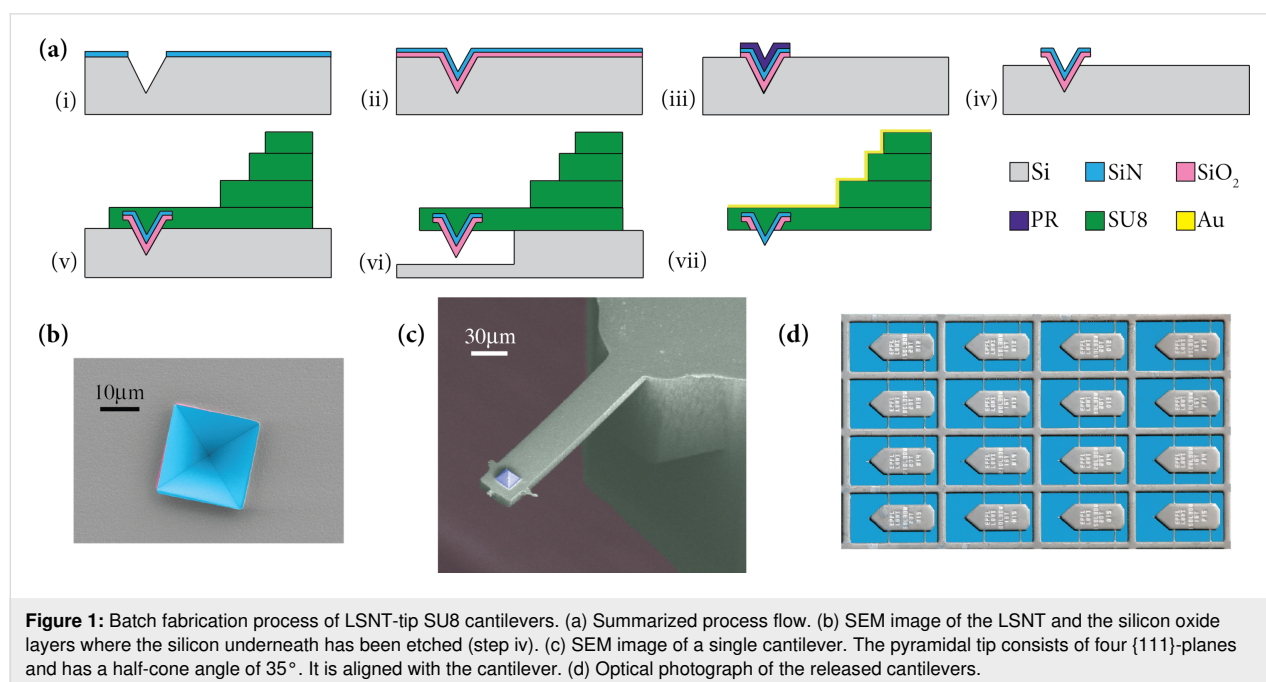 (a)
(i)
(ii)
(iii)
(iv)
(v)
(vi)
(vii)
Si
SiN
SiO₂
PR
SU8
Au
(b)
10µm
(c)
30µm
(d)
Figure 1: Batch fabrication process of LSNT-tip SU8 cantilevers. (a) Summarized process flow. (b) SEM image of the LSNT and the silicon oxide
layers where the silicon underneath has been etched (step iv). (c) SEM image of a single cantilever. The pyramidal tip consists of four {111}-planes
and has a half-cone angle of 35°. It is aligned with the cantilever. (d) Optical photograph of the released cantilevers.